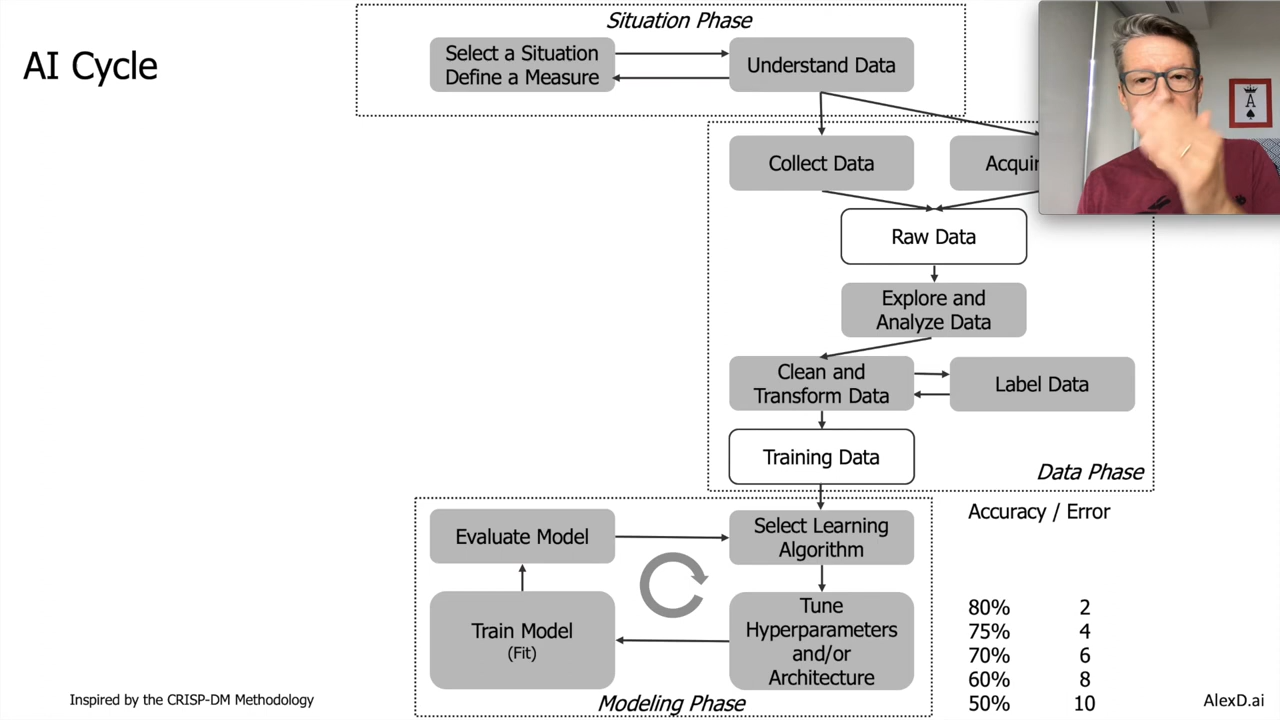 AI Cycle
Situation Phase
Select a Situation
Define a Measure
Understand Data
Collect Data
A
Raw Data
Explore and
Analyze Data
Clean and
Transform Data
Label Data
Training Data
Data Phase
Evaluate Model
Select Learning
Algorithm
Train Model
(Fit)
Tune
Hyperparameters
and/or
Architecture
Modeling Phase
Accuracy / Error
80% 2
75% 4
70% 6
60% 8
50% 10
Inspired by the CRISP-DM Methodology
AlexD.ai